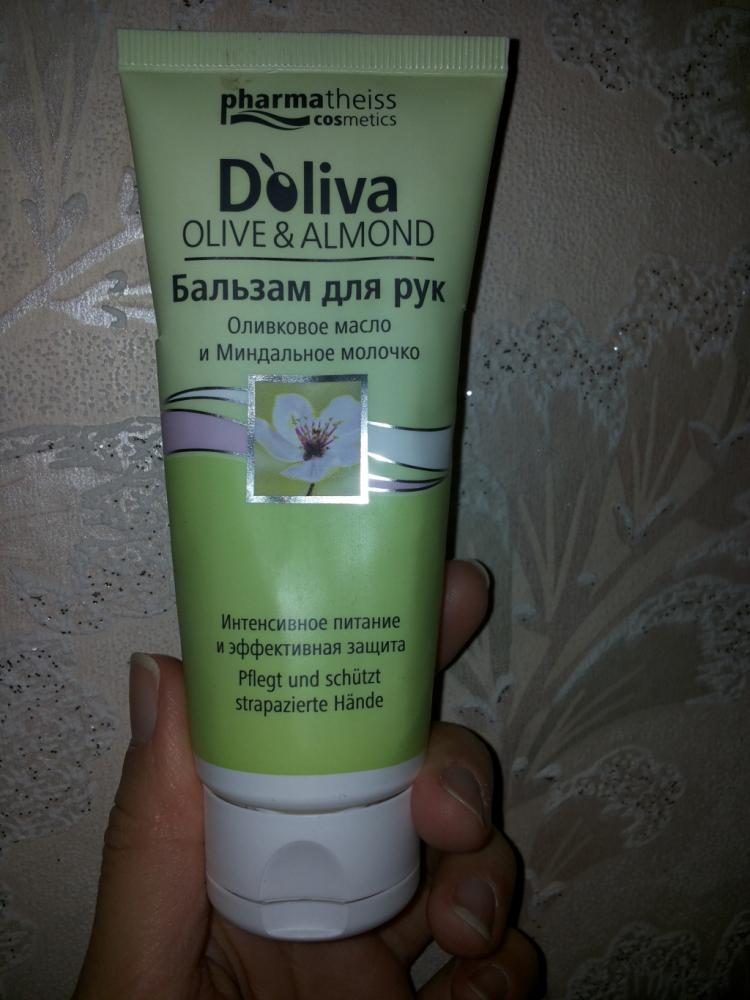 pharmatheiss
cosmetics
D'oliva
OLIVE & ALMOND
Бальзам для рук
Оливковое масло
и Миндальное молочко
Интенсивное питание
и эффективная защита
Pflegt und schützt
strapazierte Hände